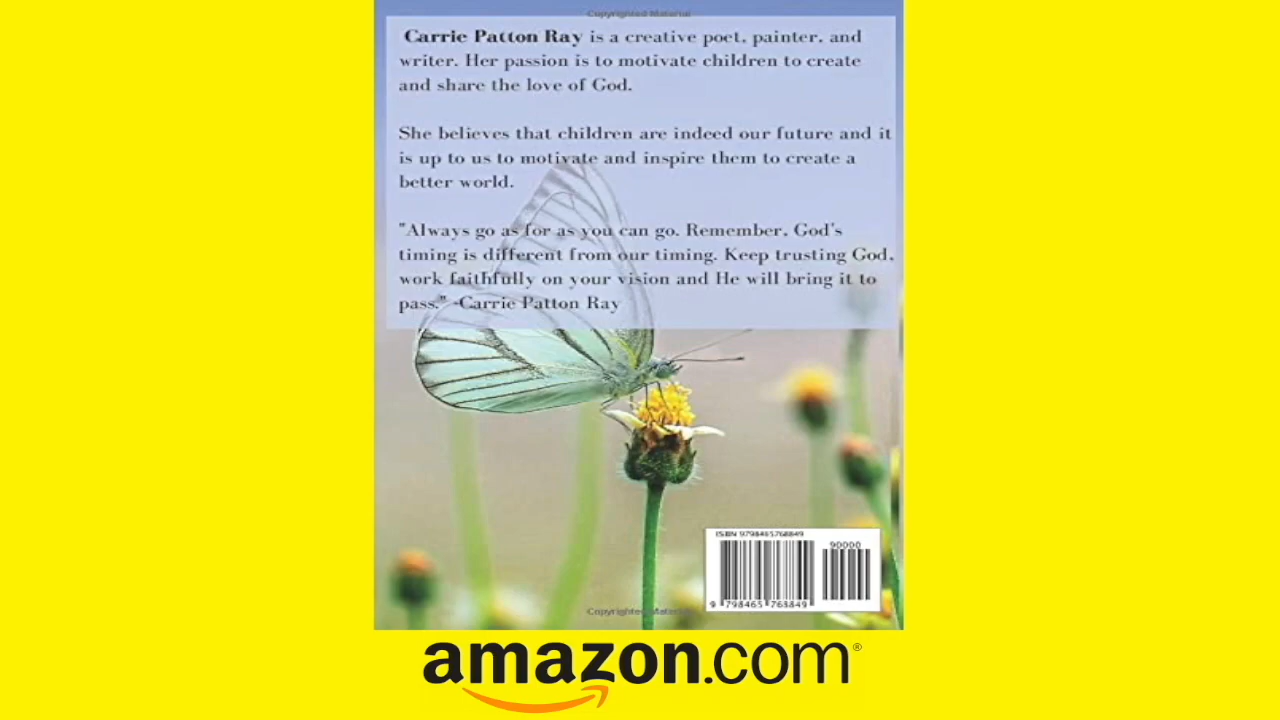 Copyrighted Material
Carrie Patton Ray is a creative poet, painter, and
writer. Her passion is to motivate children to create
and share the love of God.
She believes that children are indeed our future and it
is up to us to motivate and inspire them to create a
better world.
"Always go as for as you can go. Remember, God's
timing is different from our timing. Keep trusting God,
work faithfully on your vision and He will bring it to
pass." -Carrie Patton Ray
ISBN 9798465768849
90000
9 798465 768849
Copyrighted Material
amazon.com®